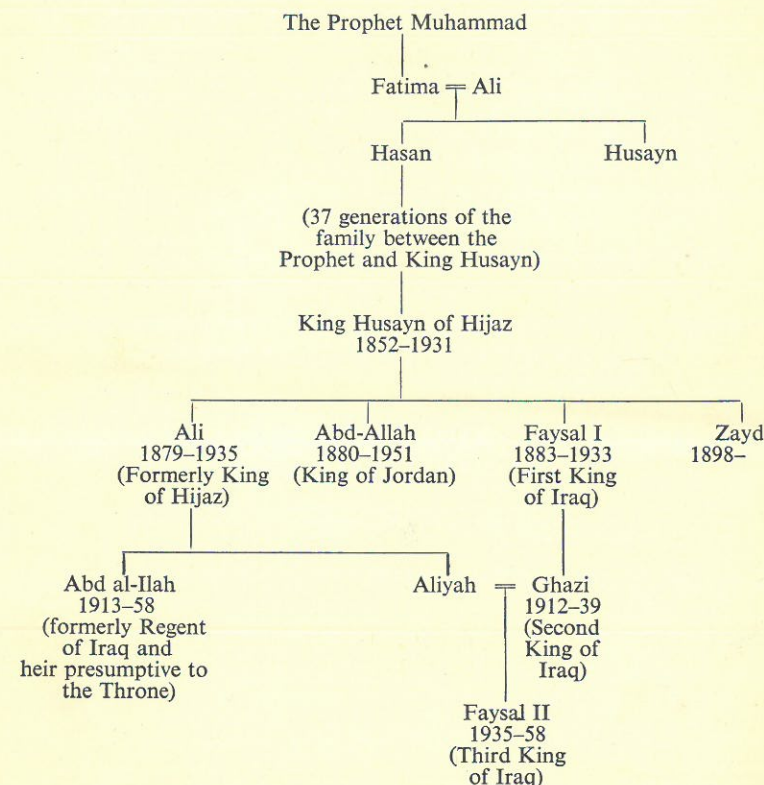 The Prophet Muhammad
Fatima = Ali
Hasan
Husayn
(37 generations of the
family between the
Prophet and King Husayn)
King Husayn of Hijaz
1852–1931
Ali
1879–1935
(Formerly King
of Hijaz)
Abd-Allah
1880–1951
(King of Jordan)
Faysal I
1883–1933
(First King
of Iraq)
Zayd
1898–
Abd al-Ilah
1913–58
(formerly Regent
of Iraq and
heir presumptive to
the Throne)
Aliyah = Ghazi
1912–39
(Second
King of
Iraq)
Faysal II
1935–58
(Third King
of Iraq)